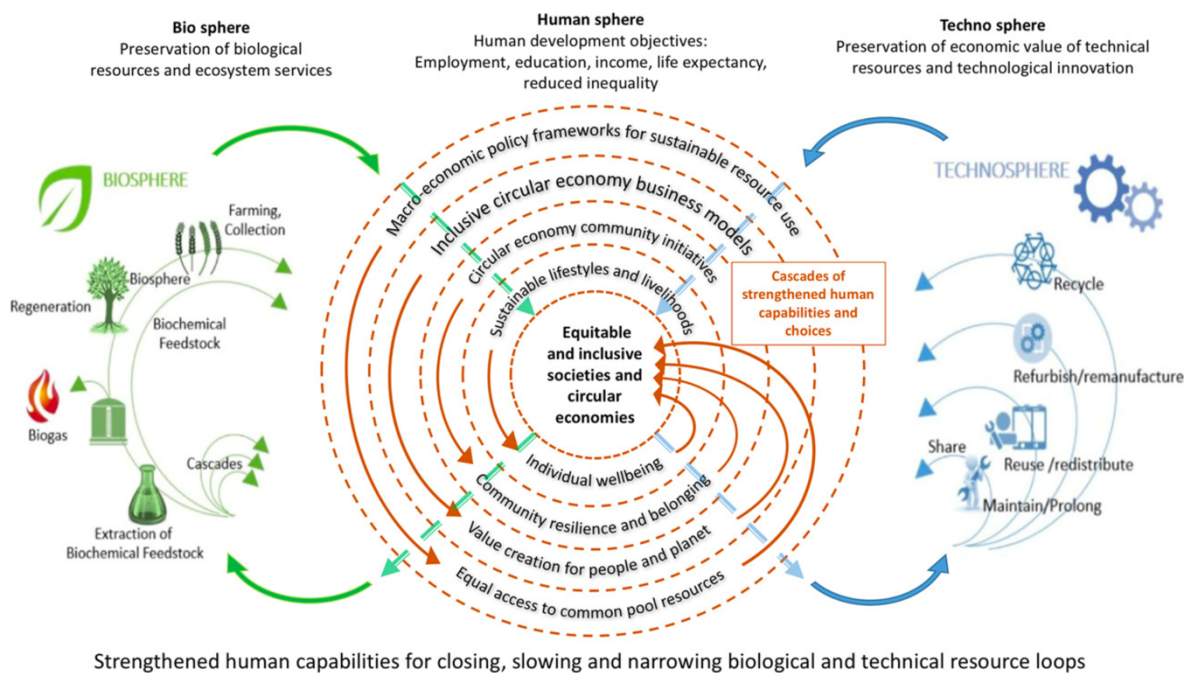 Bio sphere
Preservation of biological
resources and ecosystem services
Human sphere
Human development objectives:
Employment, education, income, life expectancy,
reduced inequality
Techno sphere
Preservation of economic value of technical
resources and technological innovation
BIOSPHERE
Farming,
Collection
Biosphere
Regeneration
Biochemical
Feedstock
Biogas
Cascades
Extraction of
Biochemical Feedstock
Macro-economic policy frameworks for sustainable resource use
Inclusive circular economy business models
Circular economy community initiatives
Sustainable lifestyles and livelihoods
Equitable
and inclusive
societies and
circular
economies
Cascades of
strengthened human
capabilities and
choices
Individual wellbeing
Community resilience and belonging
Value creation for people and planet
Equal access to common pool resources
TECHNOSPHERE
Recycle
Refurbish/remanufacture
Share
Reuse /redistribute
Maintain/Prolong
Strengthened human capabilities for closing, slowing and narrowing biological and technical resource loops